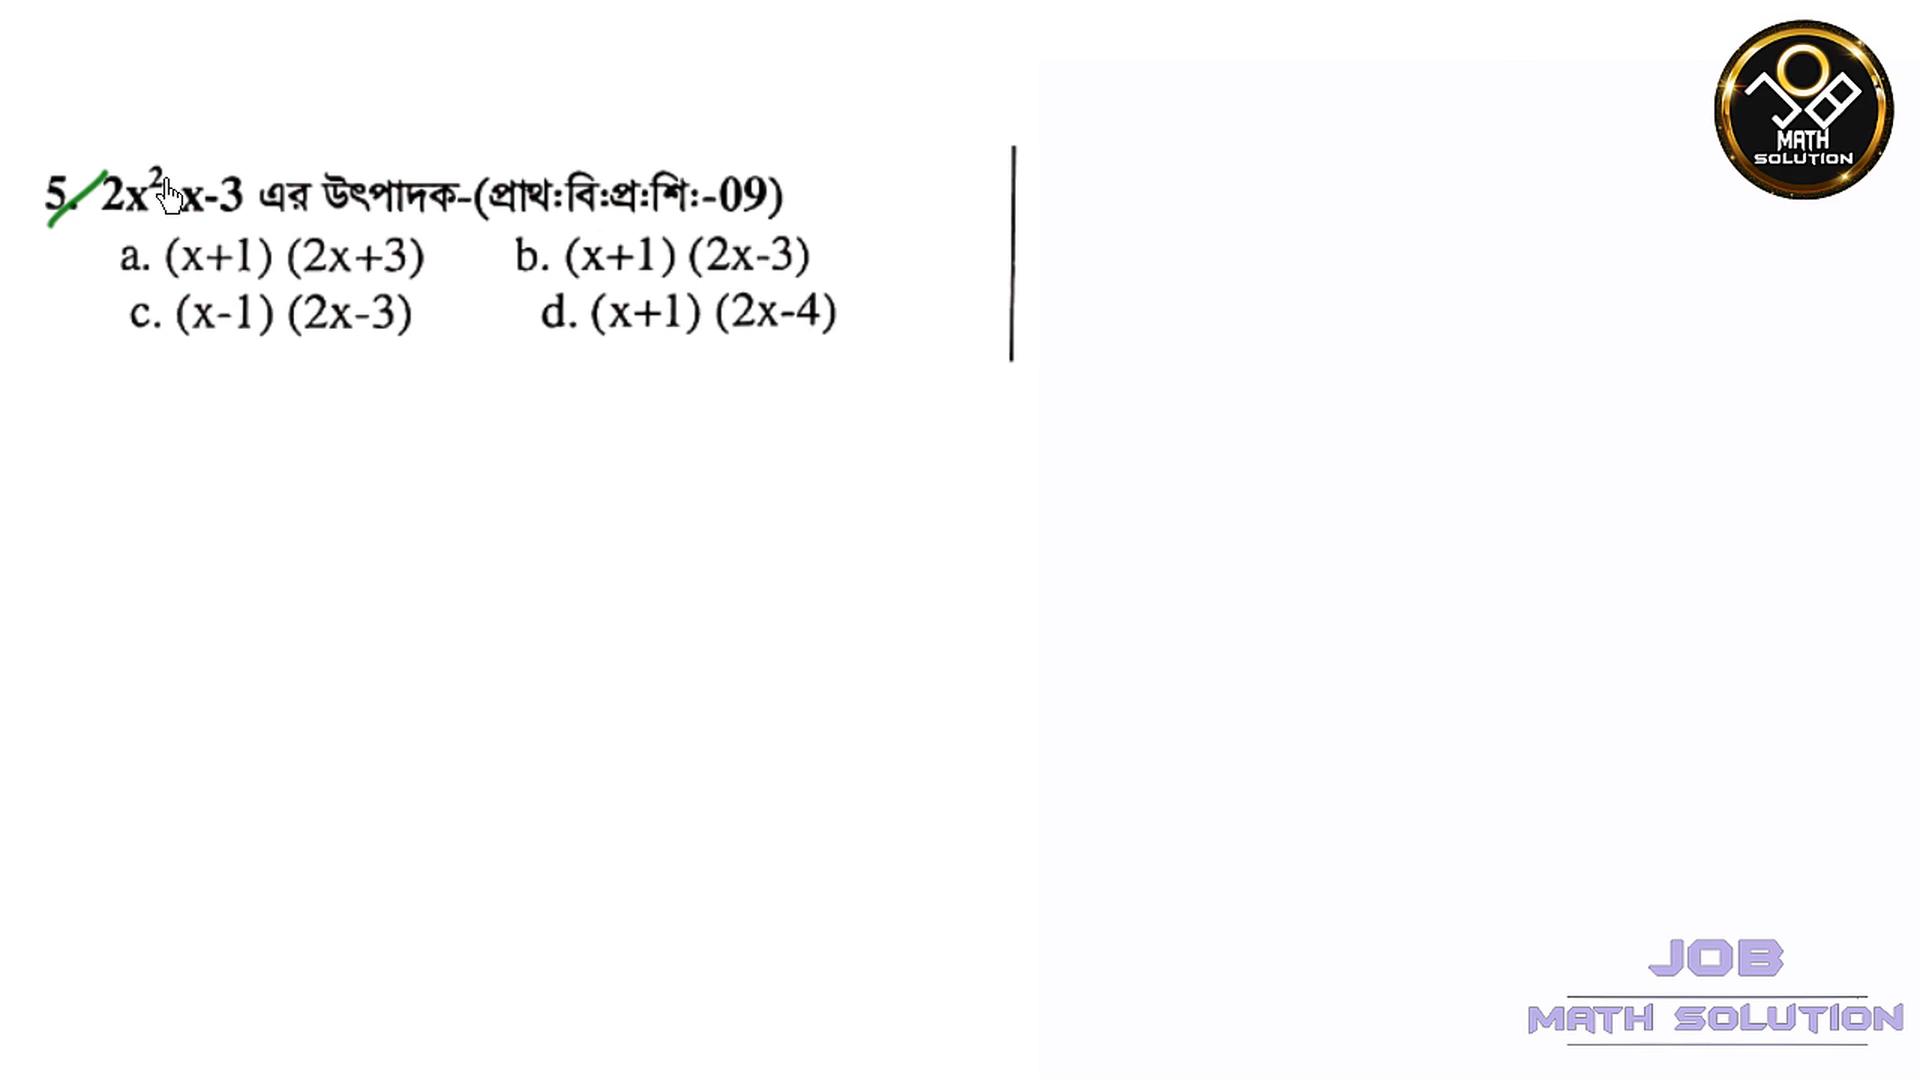 5. 2x² x-3 এর উৎপাদক-(প্রাথঃবিঃপ্রঃশিঃ-09)
a. (x+1) (2x+3) b. (x+1) (2x-3)
c. (x-1) (2x-3) d. (x+1) (2x-4)
JOB
MATH
SOLUTION
JOB
MATH SOLUTION